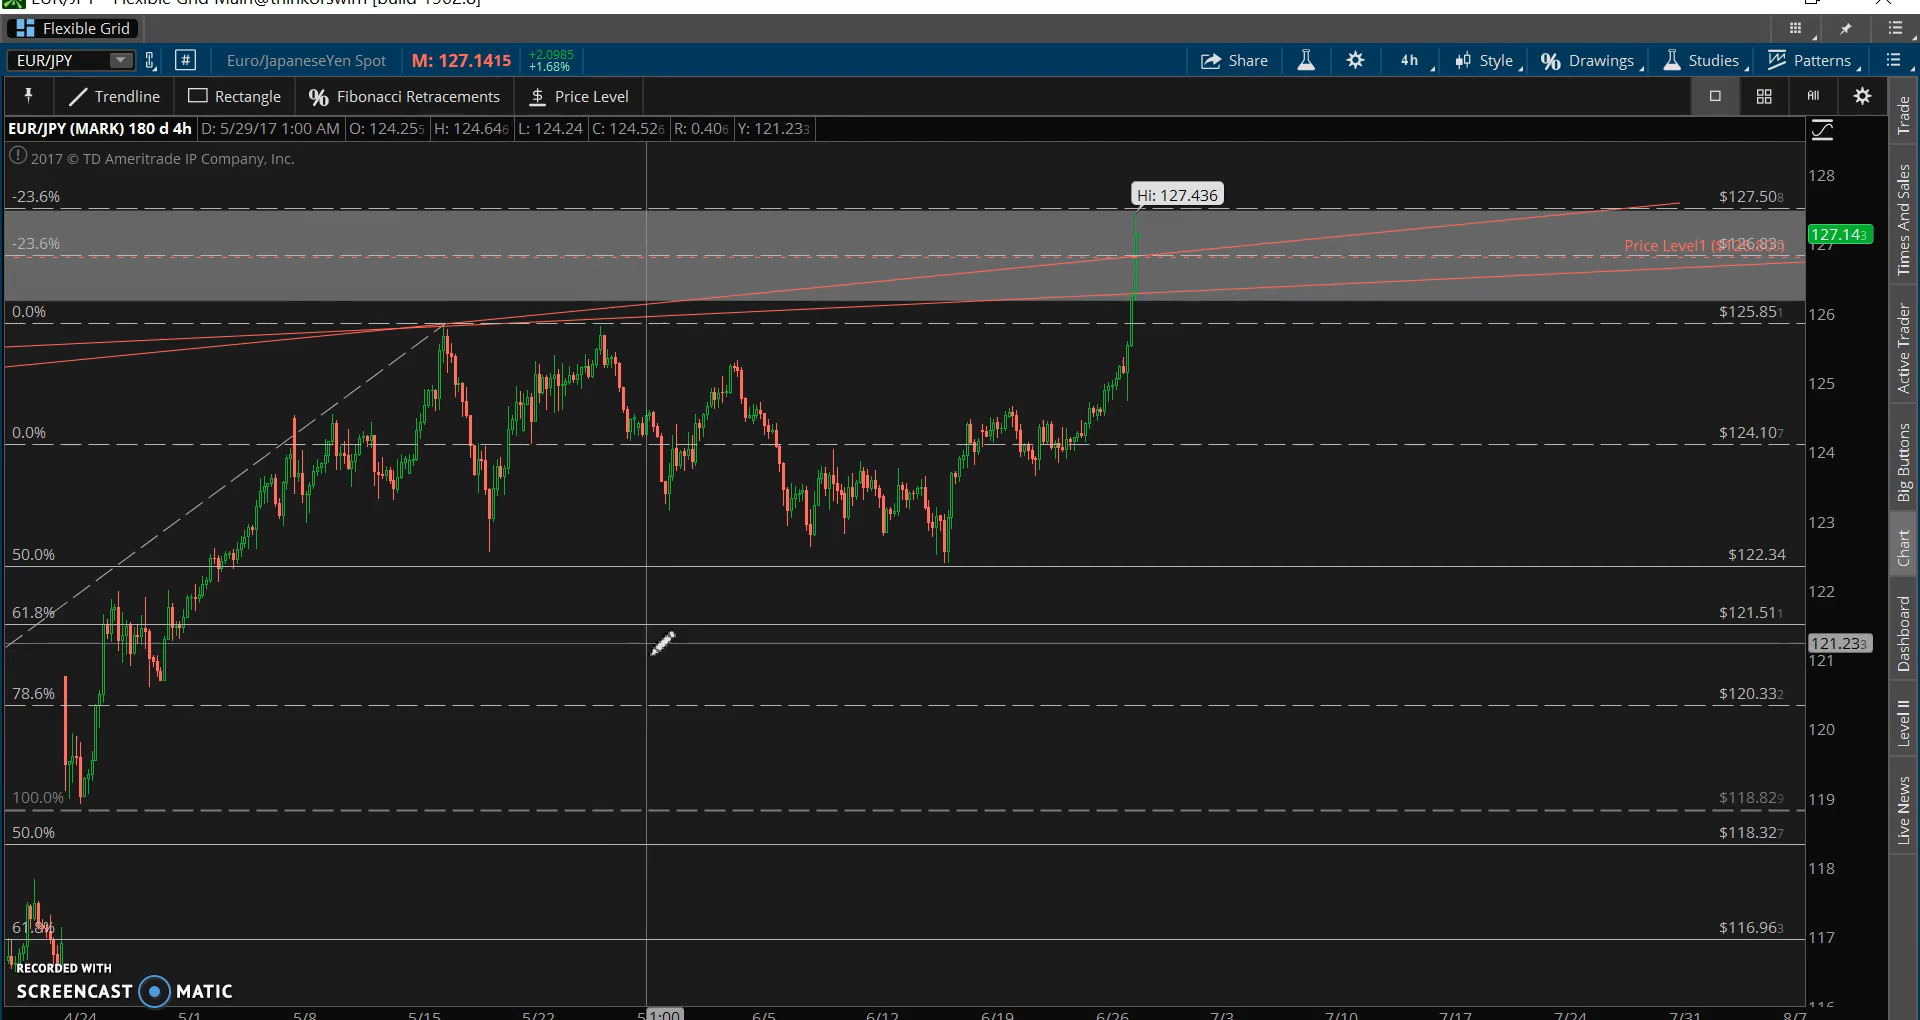 Flexible Grid
EUR/JPY # Euro/JapaneseYen Spot M: 127.1415 +2.0985 +1.68% Share 4h Style % Drawings Studies Patterns
Trendline Rectangle % Fibonacci Retracements $ Price Level All
EUR/JPY (MARK) 180 d 4h D: 5/29/17 1:00 AM O: 124.255 H: 124.646 L: 124.24 C: 124.526 R: 0.406 Y: 121.233
2017 © TD Ameritrade IP Company, Inc.
128
-23.6% Hi: 127.436 $127.508
127.143
-23.6% Price Level1
127
0.0% $125.851
126
125
0.0% $124.107
124
123
50.0% $122.34
122
61.8% $121.511
121.233
121
78.6% $120.332
120
100.0% $118.829
119
50.0% $118.327
118
61.8% $116.963
117
RECORDED WITH
SCREENCAST MATIC
4/24 5/1 5/8 5/15 5/22 1:00 6/5 6/12 6/19 6/26 7/3 7/10 7/17 7/24 7/31 8/7
Trade
Times And Sales
Active Trader
Big Buttons
Chart
Dashboard
Level II
Live News